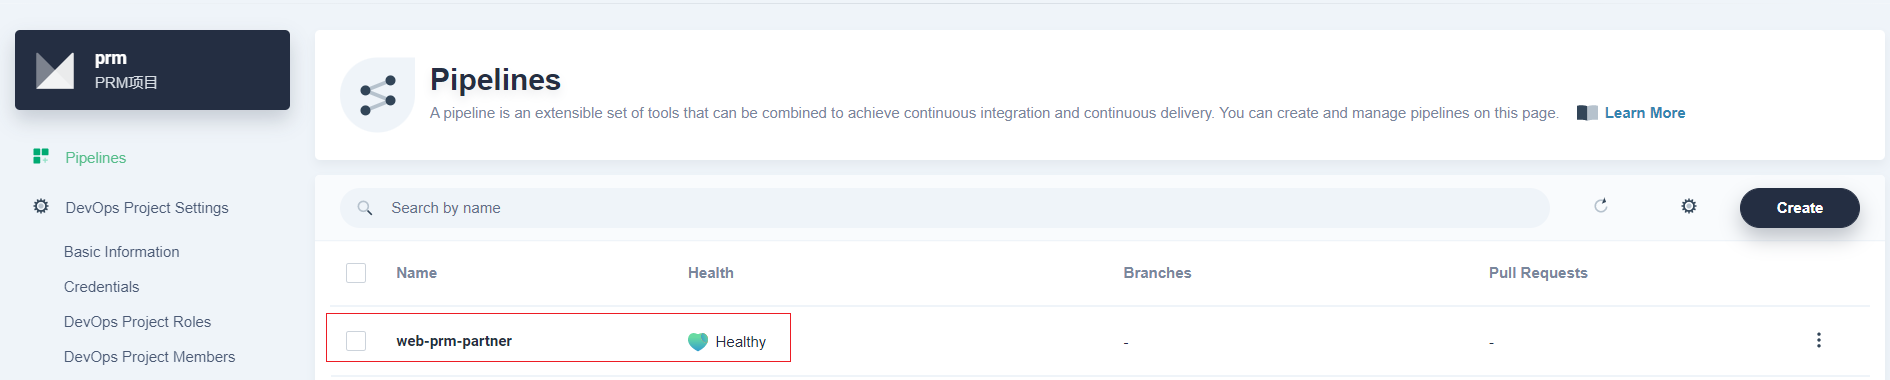 prm
PRM项目
Pipelines
DevOps Project Settings
Basic Information
Credentials
DevOps Project Roles
DevOps Project Members
Pipelines
A pipeline is an extensible set of tools that can be combined to achieve continuous integration and continuous delivery. You can create and manage pipelines on this page. Learn More
Search by name Create
Name Health Branches Pull Requests
web-prm-partner Healthy - -